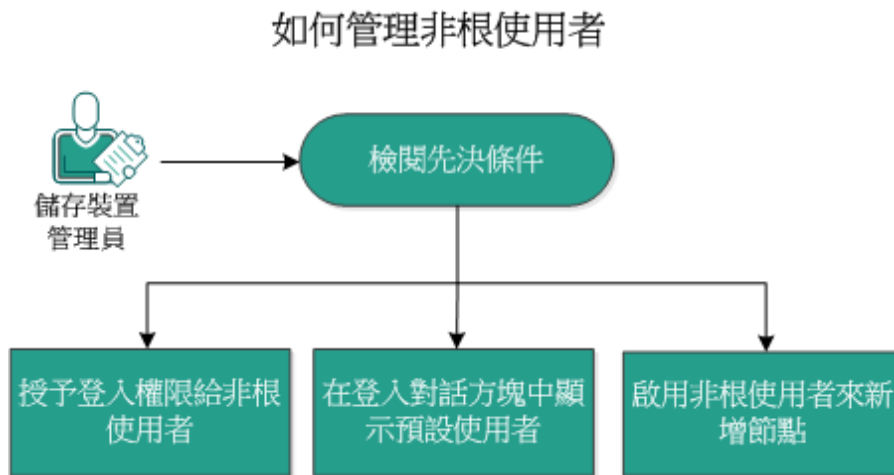 如何管理非根使用者
檢閱先決條件
儲存裝置
管理員
授予登入權限給非根
使用者
在登入對話方塊中顯
示預設使用者
啟用非根使用者來新
增節點